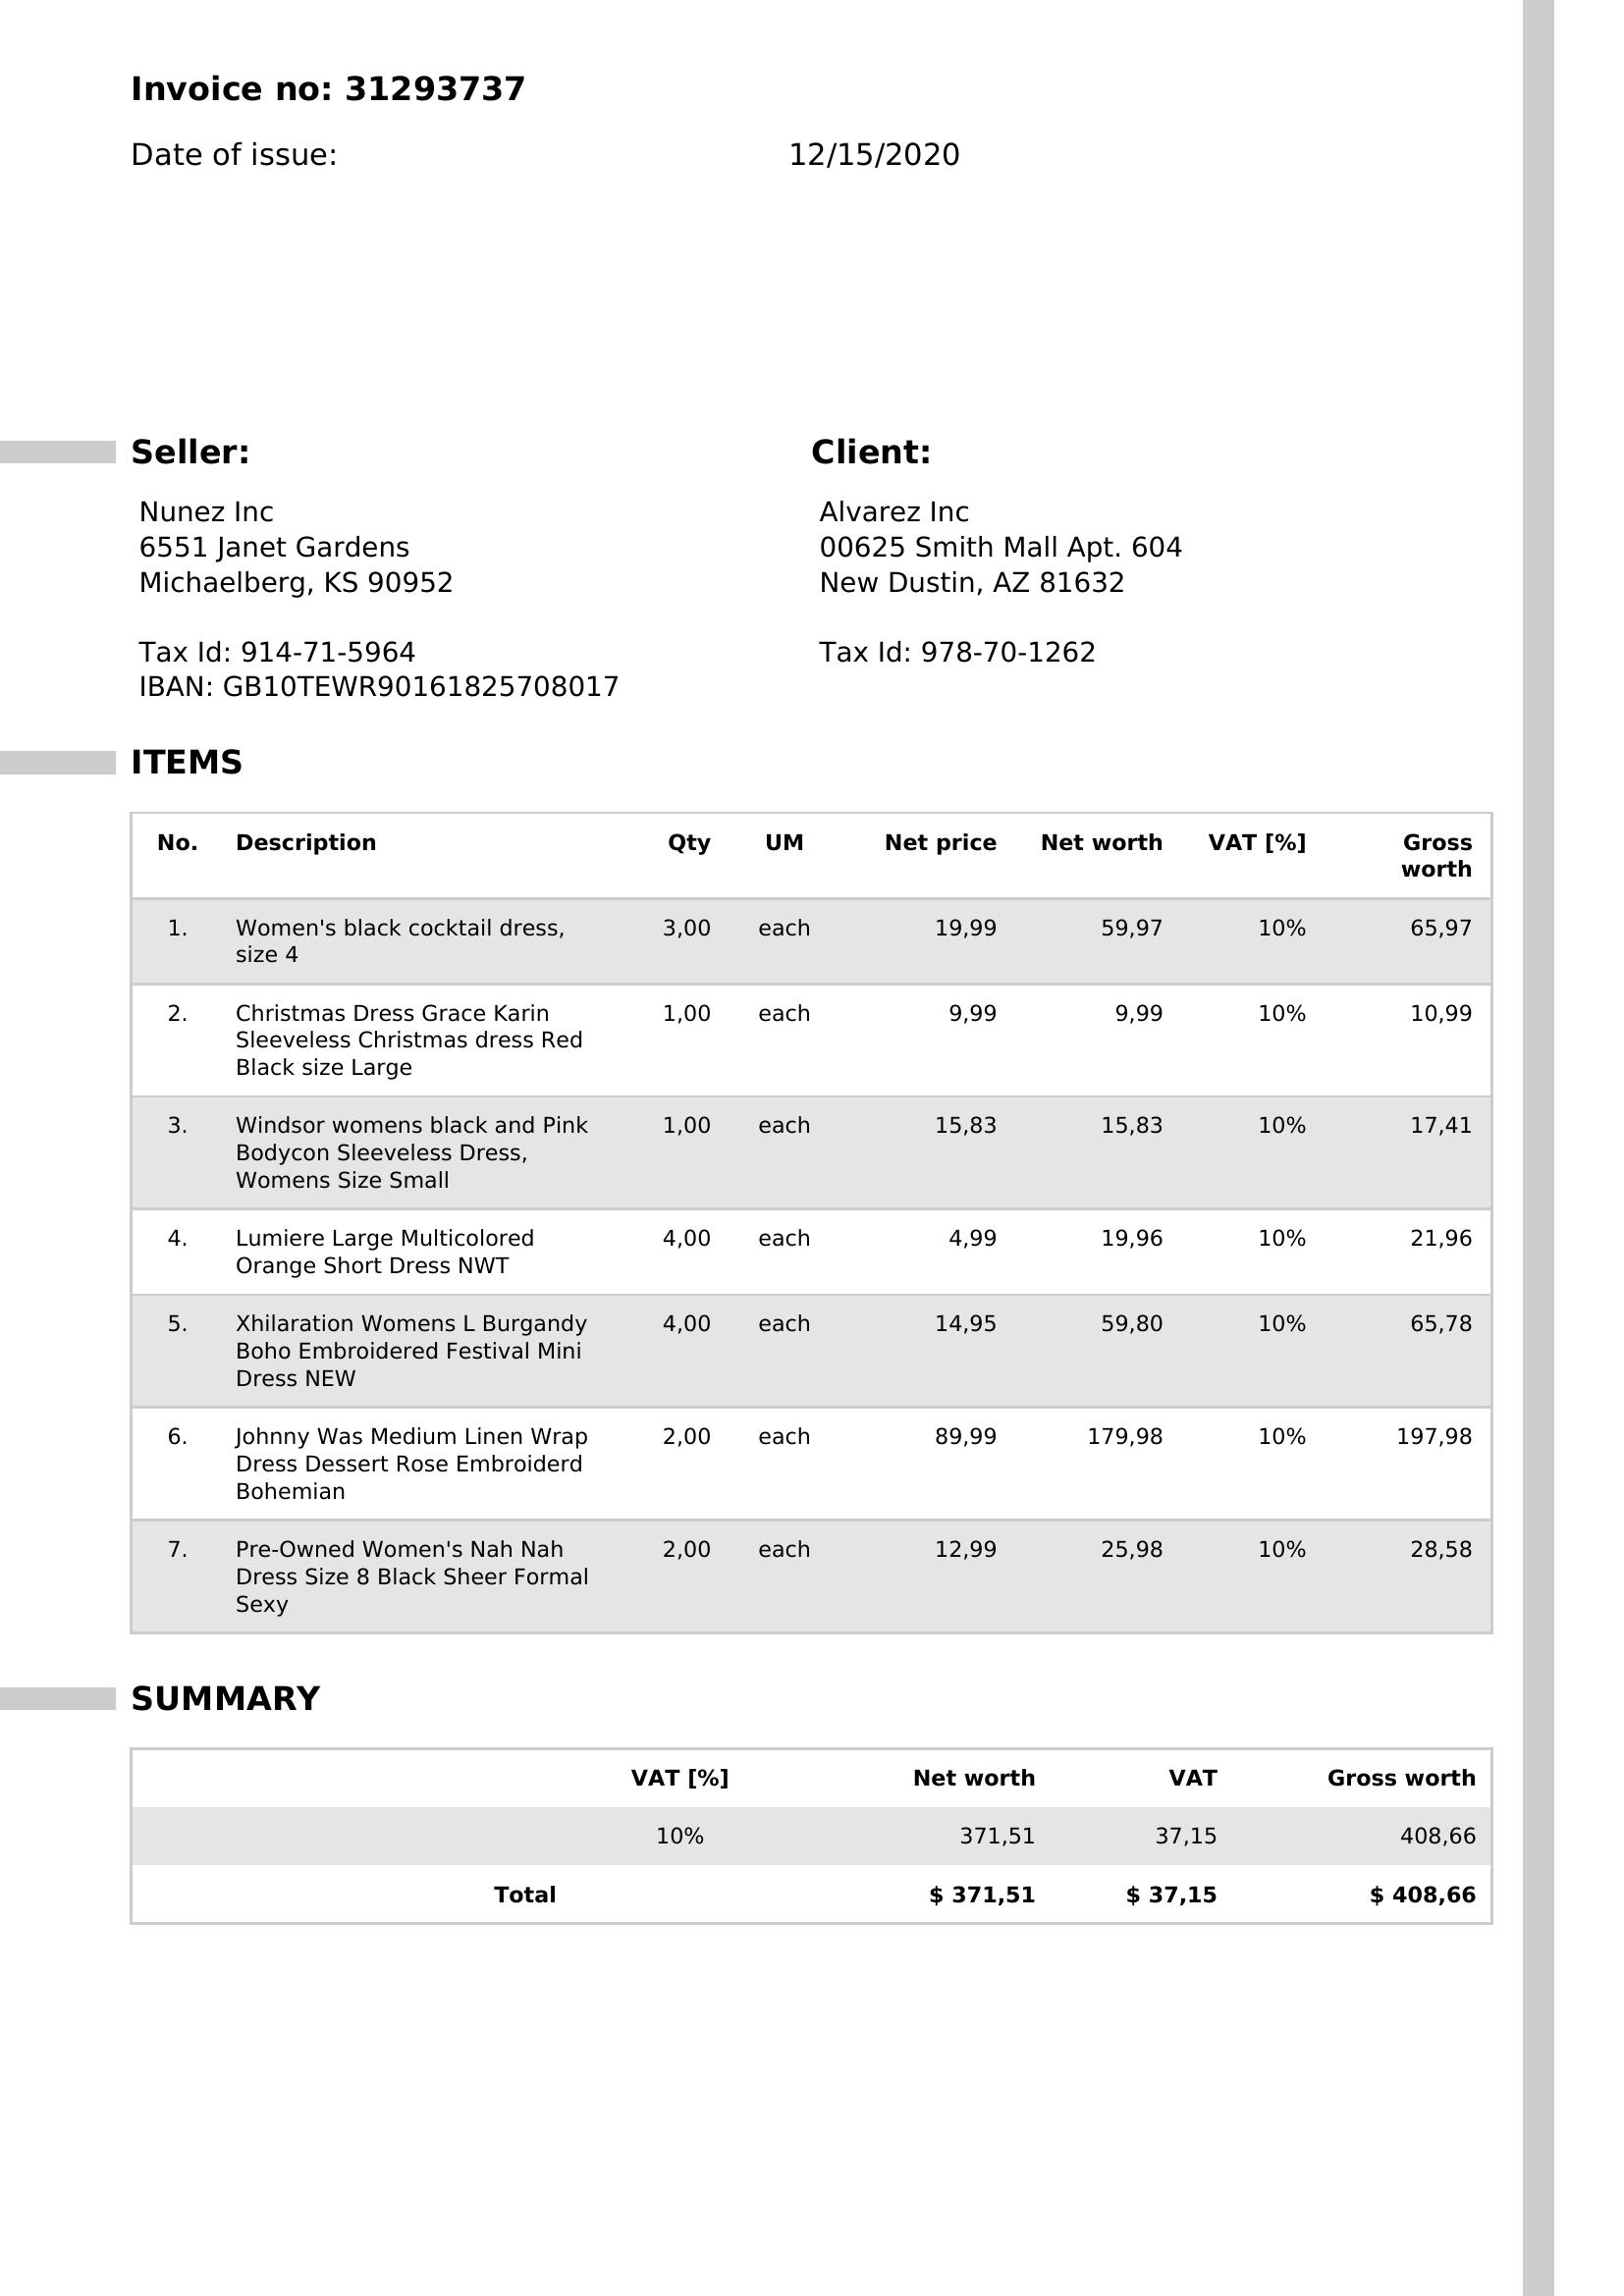 Invoice no: 31293737
Date of issue: 12/15/2020
Seller: Client:
Nunez Inc
6551 Janet Gardens
Michaelberg, KS 90952
Tax Id: 914-71-5964
IBAN: GB10TEWR90161825708017
Alvarez Inc
00625 Smith Mall Apt. 604
New Dustin, AZ 81632
Tax Id: 978-70-1262
ITEMS
No. Description Qty UM Net price Net worth VAT [%] Gross
worth
1. Women's black cocktail dress, 3,00 each 19,99 59,97 10% 65,97
size 4
2. Christmas Dress Grace Karin 1,00 each 9,99 9,99 10% 10,99
Sleeveless Christmas dress Red
Black size Large
3. Windsor womens black and Pink 1,00 each 15,83 15,83 10% 17,41
Bodycon Sleeveless Dress,
Womens Size Small
4. Lumiere Large Multicolored 4,00 each 4,99 19,96 10% 21,96
Orange Short Dress NWT
5. Xhilaration Womens L Burgandy 4,00 each 14,95 59,80 10% 65,78
Boho Embroidered Festival Mini
Dress NEW
6. Johnny Was Medium Linen Wrap 2,00 each 89,99 179,98 10% 197,98
Dress Dessert Rose Embroiderd
Bohemian
7. Pre-Owned Women's Nah Nah 2,00 each 12,99 25,98 10% 28,58
Dress Size 8 Black Sheer Formal
Sexy
SUMMARY
VAT [%] Net worth VAT Gross worth
10% 371,51 37,15 408,66
Total $ 371,51 $ 37,15 $ 408,66